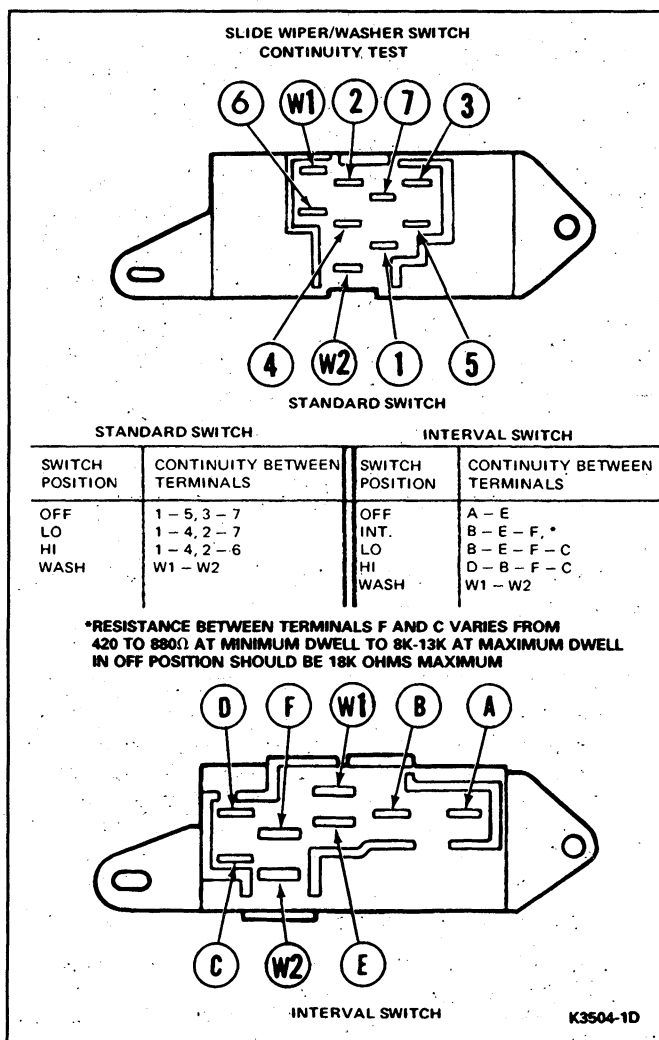 SLIDE WIPER/WASHER SWITCH
CONTINUITY TEST
6 W1 2 7 3
4 W2 1 5
STANDARD SWITCH
STANDARD SWITCH INTERVAL SWITCH
SWITCH POSITION CONTINUITY BETWEEN TERMINALS SWITCH POSITION CONTINUITY BETWEEN TERMINALS
OFF 1 – 5, 3 – 7 OFF A – E
LO 1 – 4, 2 – 7 INT. B – E – F, *
HI 1 – 4, 2 – 6 LO B – E – F – C
WASH W1 – W2 HI D – B – F – C
WASH W1 – W2
*RESISTANCE BETWEEN TERMINALS F AND C VARIES FROM
420 TO 880Ω AT MINIMUM DWELL TO 8K-13K AT MAXIMUM DWELL
IN OFF POSITION SHOULD BE 18K OHMS MAXIMUM
D F W1 B A
C W2 E
INTERVAL SWITCH
K3504-1D